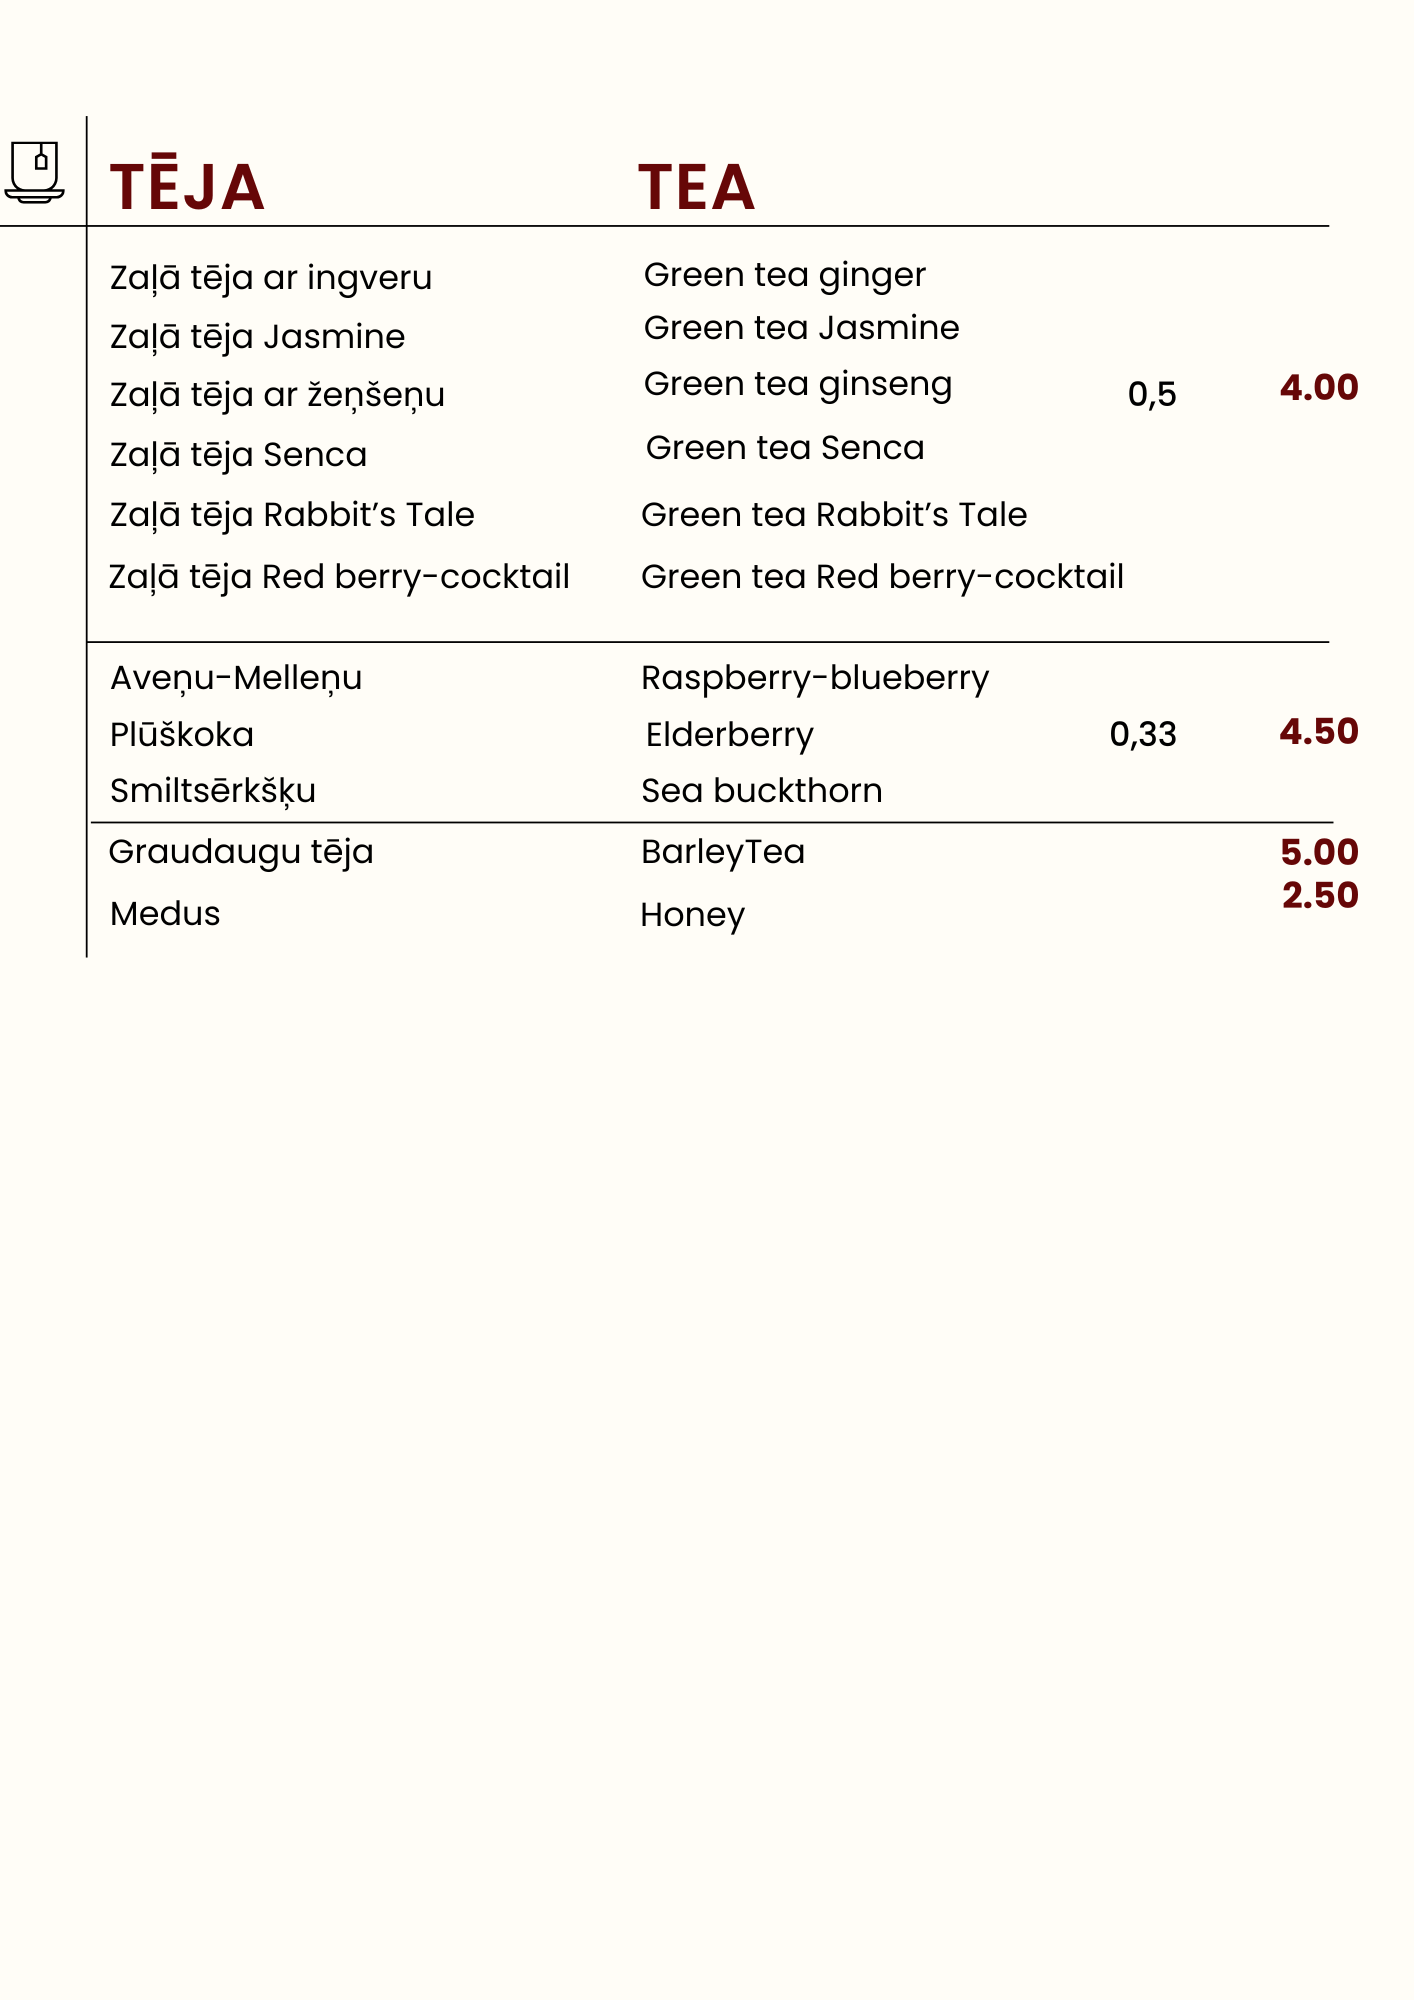 TĒJA TEA
Zaļā tēja ar ingveru Green tea ginger
Zaļā tēja Jasmine Green tea Jasmine
Zaļā tēja ar žeņšeņu Green tea ginseng 0,5 4.00
Zaļā tēja Senca Green tea Senca
Zaļā tēja Rabbit’s Tale Green tea Rabbit’s Tale
Zaļā tēja Red berry-cocktail Green tea Red berry-cocktail
Aveņu-Melleņu Raspberry-blueberry
Plūškoka Elderberry 0,33 4.50
Smiltsērkšķu Sea buckthorn
Graudaugu tēja BarleyTea 5.00
Medus Honey 2.50